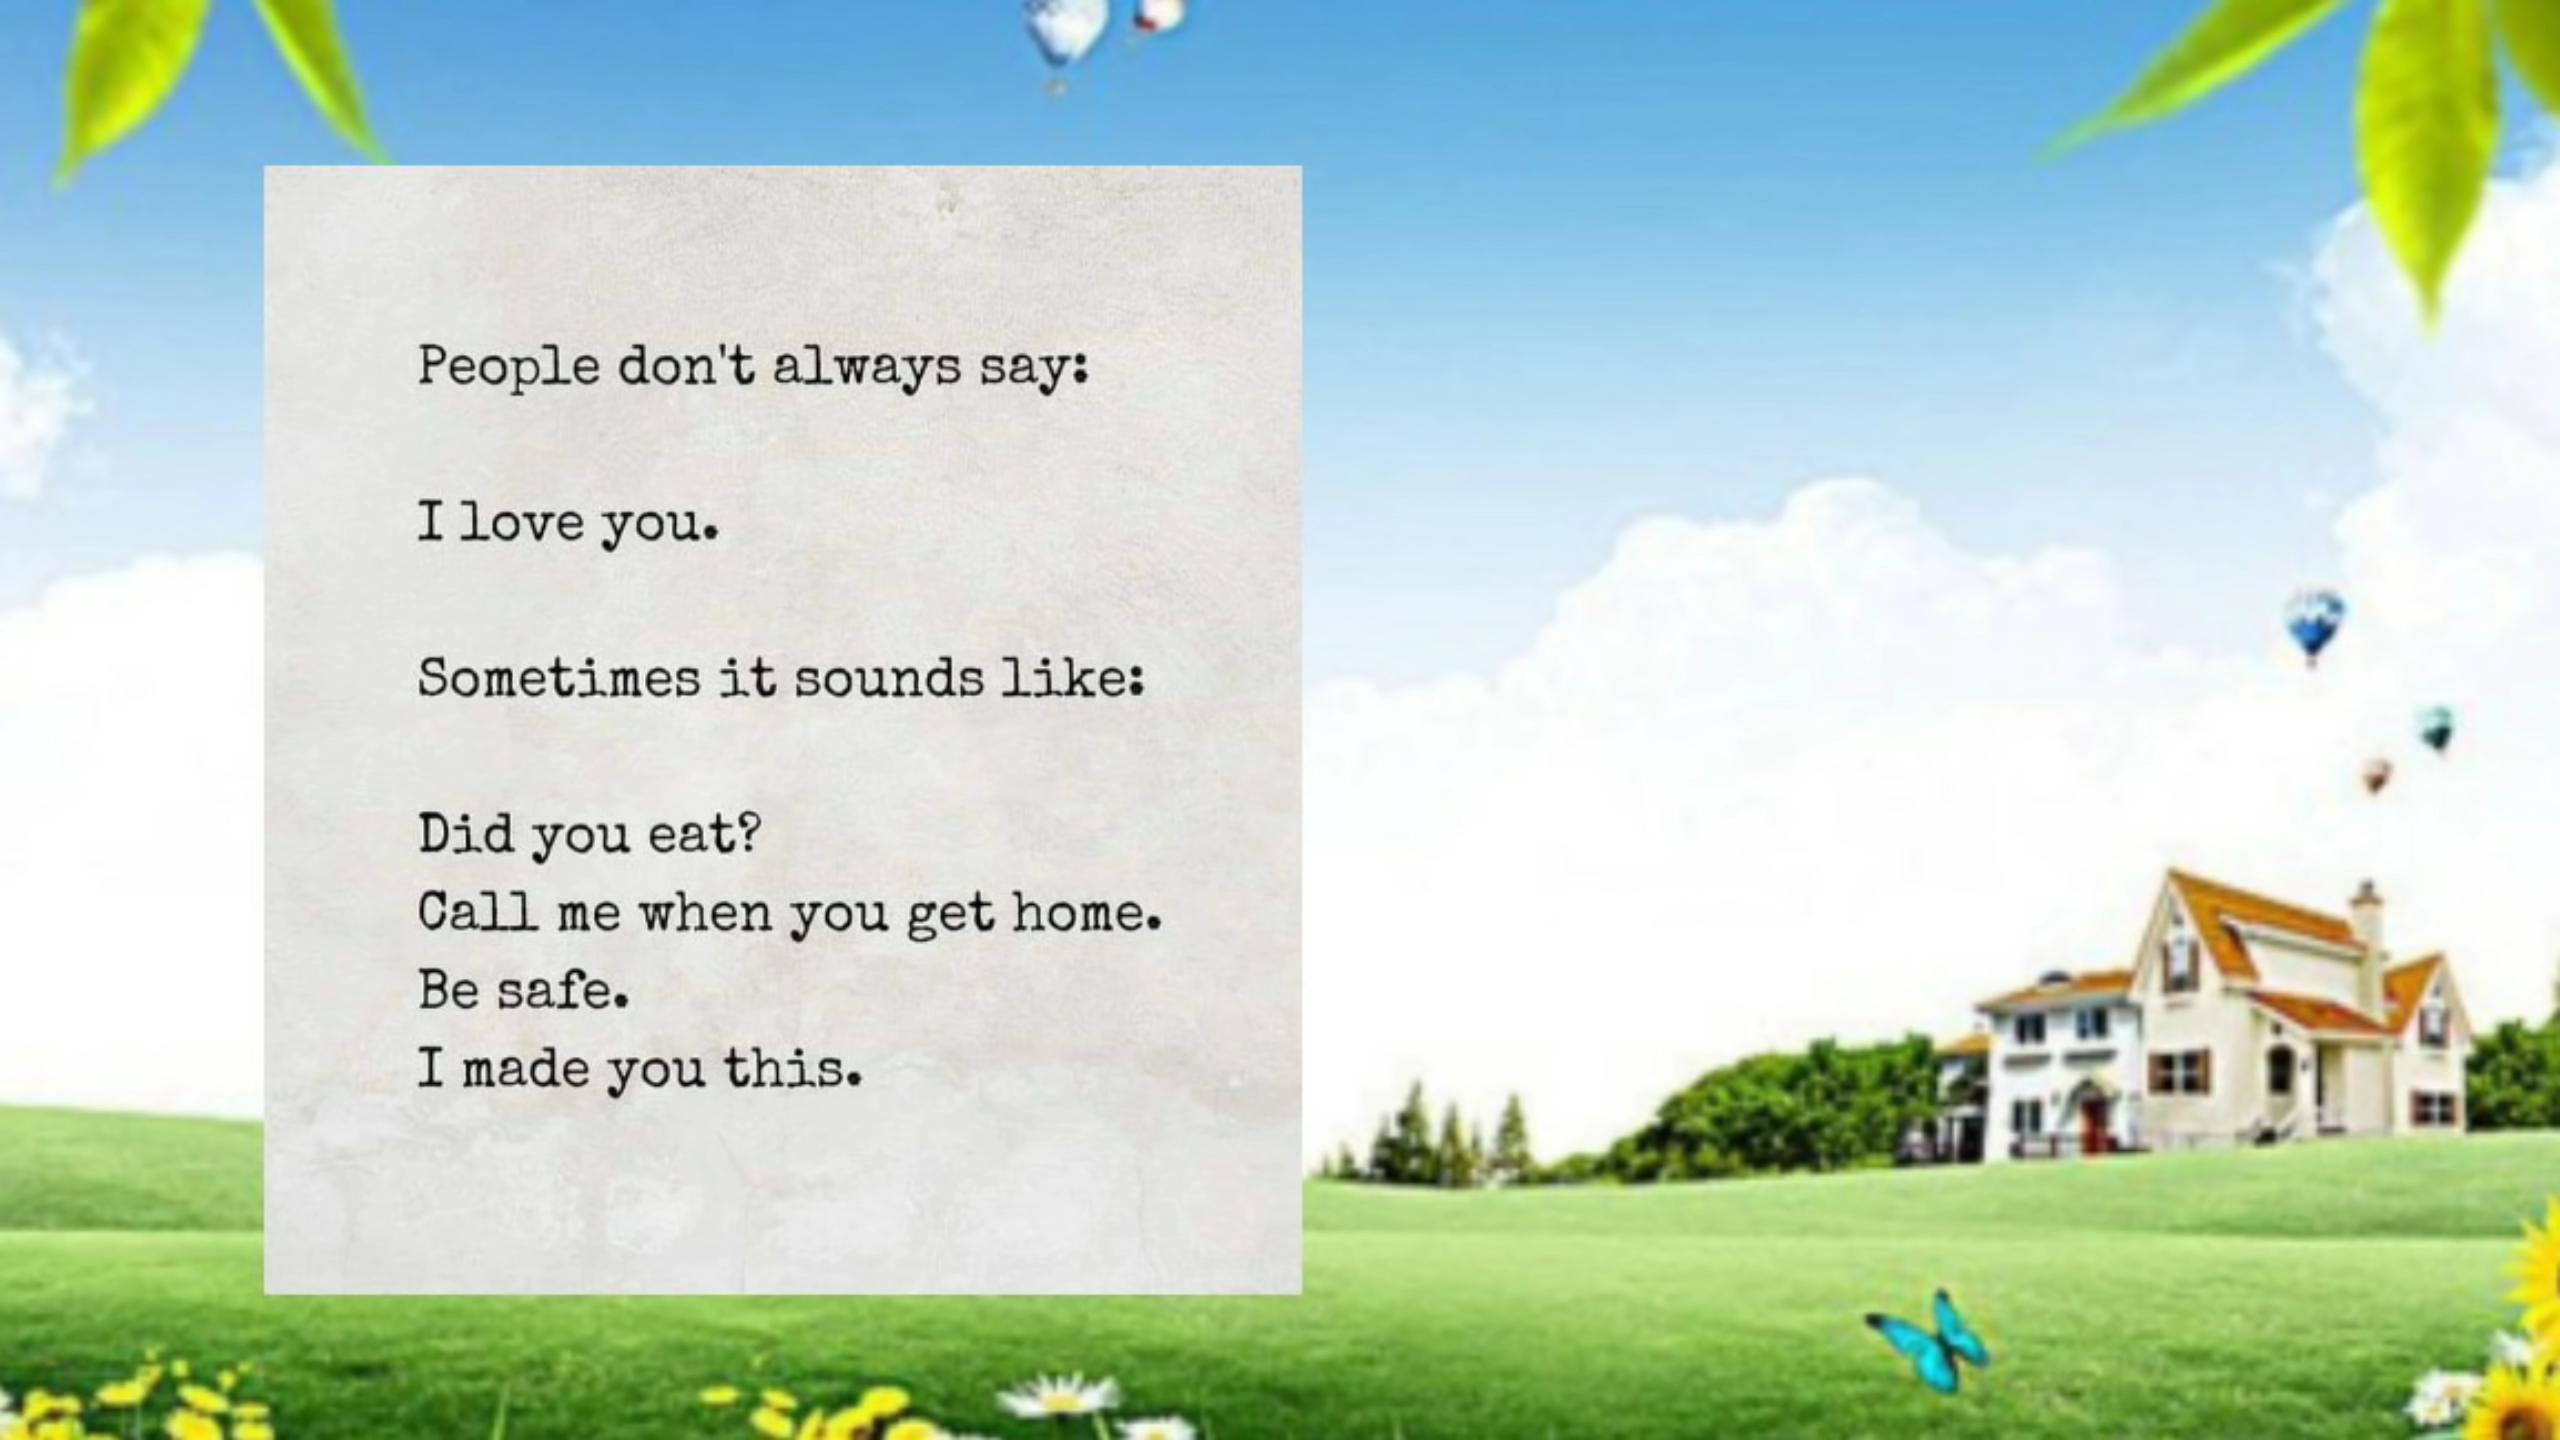 People don't always say:
I love you.
Sometimes it sounds like:
Did you eat?
Call me when you get home.
Be safe.
I made you this.